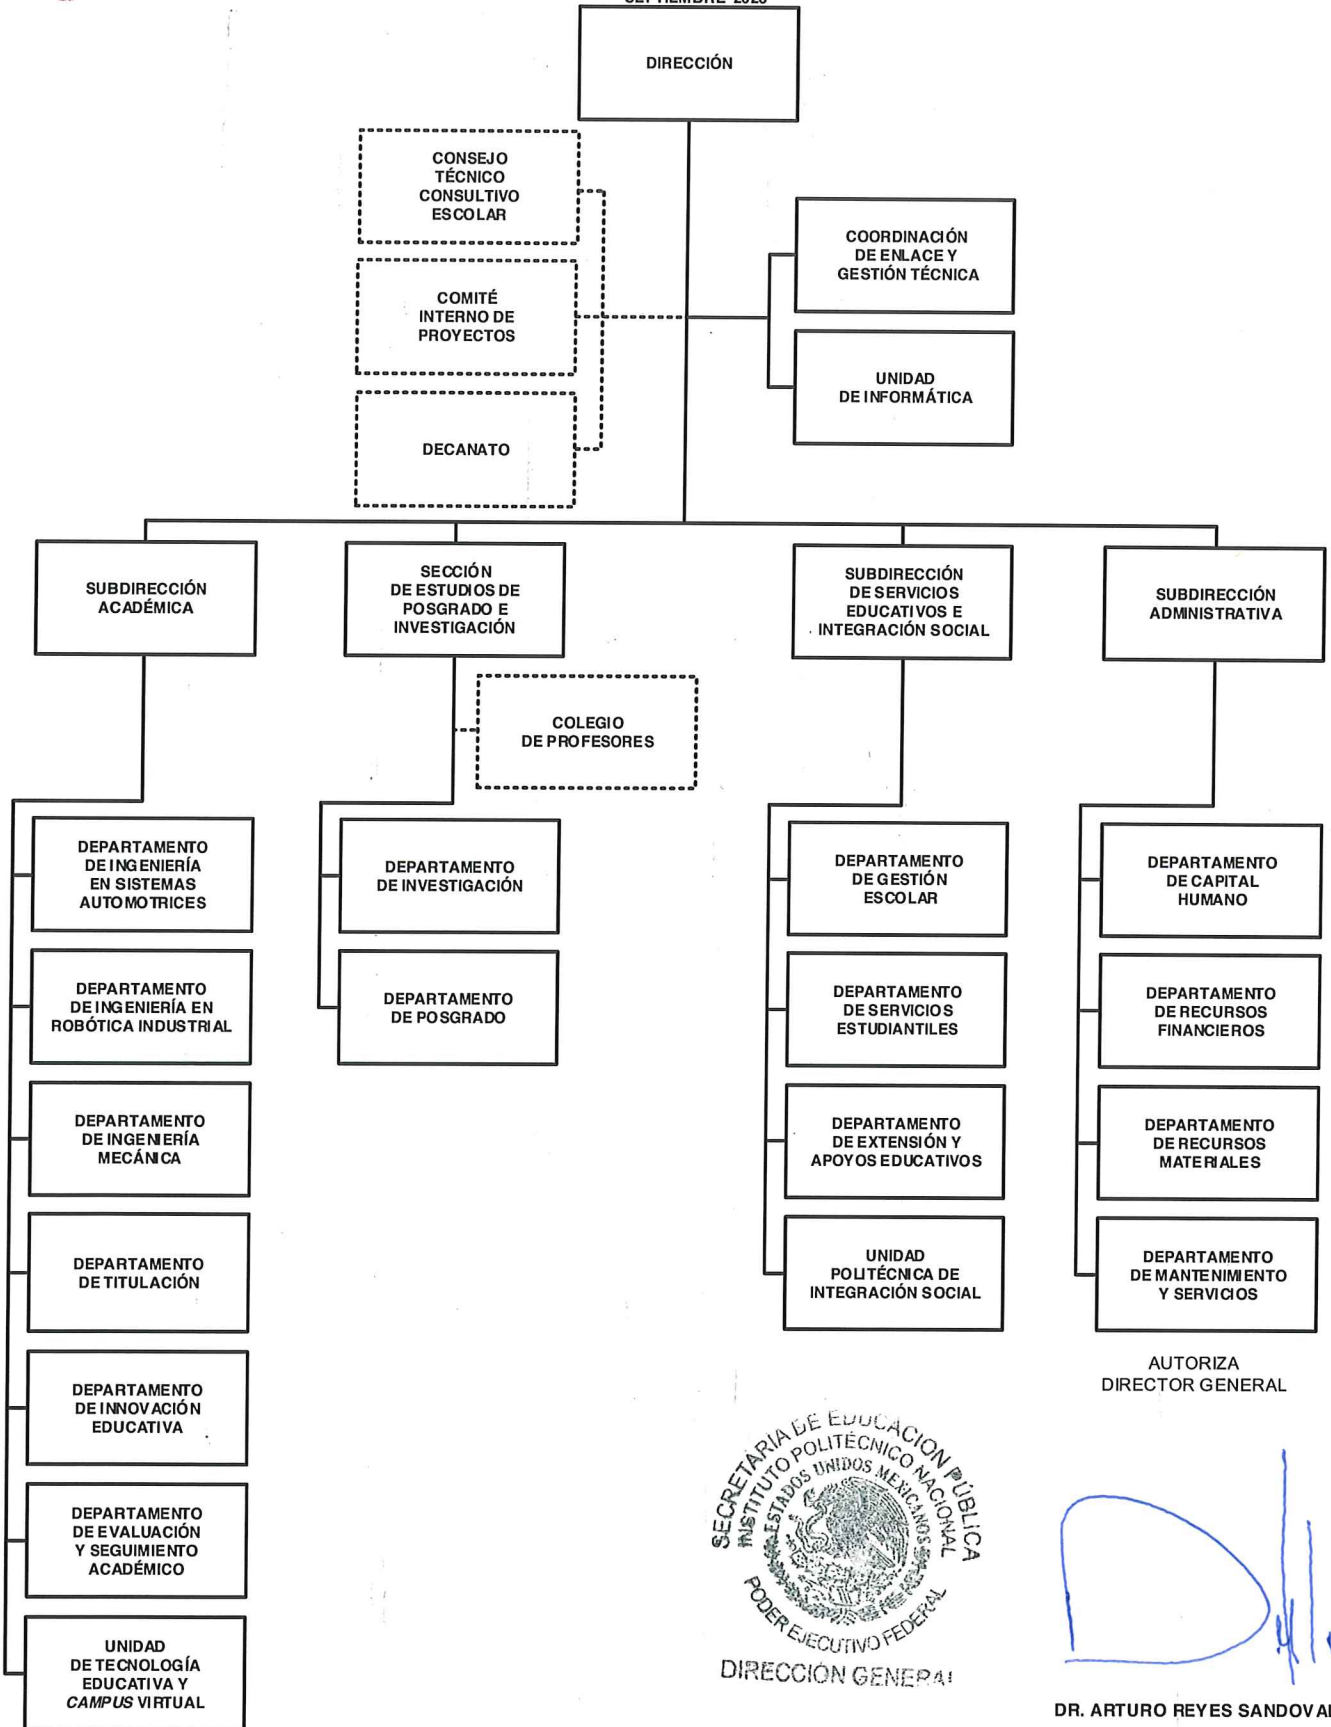 DIRECCIÓN
CONSEJO
TÉCNICO
CONSULTIVO
ESCOLAR
COORDINACIÓN
DE ENLACE Y
GESTIÓN TÉCNICA
COMITÉ
INTERNO DE
PROYECTOS
UNIDAD
DE INFORMÁTICA
DECANATO
SUBDIRECCIÓN
ACADÉMICA
SECCIÓN
DE ESTUDIOS DE
POSGRADO E
INVESTIGACIÓN
SUBDIRECCIÓN
DE SERVICIOS
EDUCATIVOS E
INTEGRACIÓN SOCIAL
SUBDIRECCIÓN
ADMINISTRATIVA
COLEGIO
DE PROFESORES
DEPARTAMENTO
DE INGENIERÍA
EN SISTEMAS
AUTOMOTRICES
DEPARTAMENTO
DE INGENIERÍA EN
ROBÓTICA INDUSTRIAL
DEPARTAMENTO
DE INGENIERÍA
MECÁNICA
DEPARTAMENTO
DE TITULACIÓN
DEPARTAMENTO
DE INNOVACIÓN
EDUCATIVA
DEPARTAMENTO
DE EVALUACIÓN
Y SEGUIMIENTO
ACADÉMICO
UNIDAD
DE TECNOLOGÍA
EDUCATIVA Y
CAMPUS VIRTUAL
DEPARTAMENTO
DE INVESTIGACIÓN
DEPARTAMENTO
DE POSGRADO
DEPARTAMENTO
DE GESTIÓN
ESCOLAR
DEPARTAMENTO
DE SERVICIOS
ESTUDIANTILES
DEPARTAMENTO
DE EXTENSIÓN Y
APOYOS EDUCATIVOS
UNIDAD
POLITÉCNICA DE
INTEGRACIÓN SOCIAL
DEPARTAMENTO
DE CAPITAL
HUMANO
DEPARTAMENTO
DE RECURSOS
FINANCIEROS
DEPARTAMENTO
DE RECURSOS
MATERIALES
DEPARTAMENTO
DE MANTENIMIENTO
Y SERVICIOS
AUTORIZA
DIRECTOR GENERAL
SECRETARIA DE EDUCACION PÚBLICA
INSTITUTO POLITÉCNICO NACIONAL
ESTADOS UNIDOS MEXICANOS
PODER EJECUTIVO FEDERAL
DIRECCIÓN GENERAL
DR. ARTURO REYES SANDOVAL